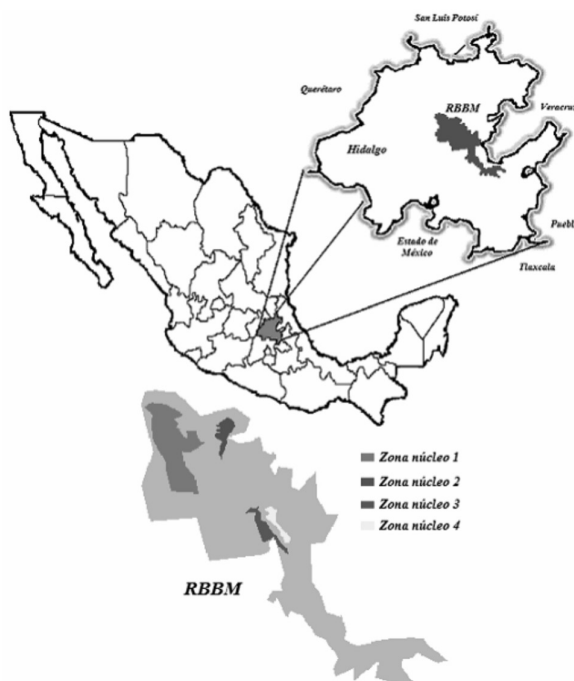 San Luis Potosí
Querétaro
RBBM
Veracruz
Hidalgo
Estado de
México
Puebl
Tlaxcala
Zona núcleo 1
Zona núcleo 2
Zona núcleo 3
Zona núcleo 4
RBBM